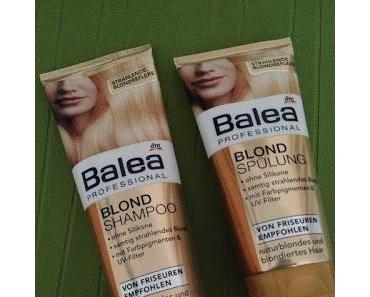 STRAHLENDE
BLONDREFLEXE
dm
Balea
PROFESSIONAL
BLOND
SHAMPOO
• ohne Silikone
• samtig strahlendes
• mit Farbpigmenten &
UV-Filter
VON FRISEUREN
EMPFOHLEN
und
STRAHLENDE
BLONDREFLEXE
dm
Balea
PROFESSIONAL
BLOND
SPÜLUNG
• ohne Silikone
• samtig strahlendes
• mit Farbpigmenten &
UV-Filter
VON FRISEUREN
EMPFOHLEN
naturblondes und
blondiertes Haar